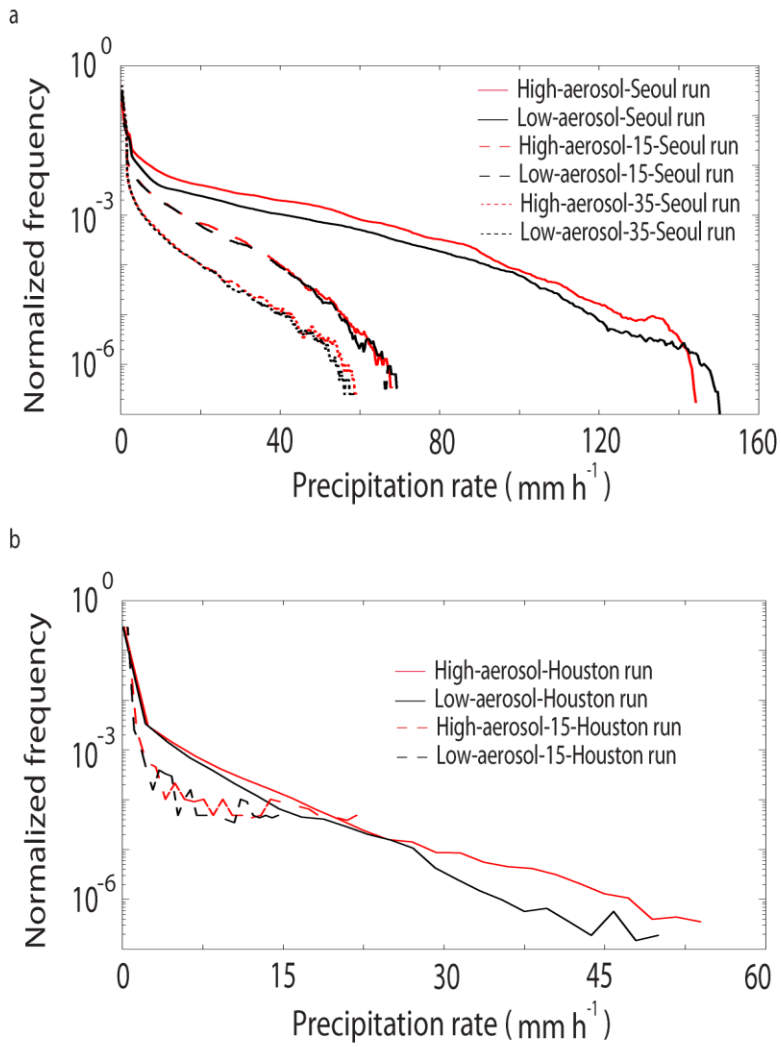 a
10^0
High-aerosol-Seoul run
Low-aerosol-Seoul run
High-aerosol-15-Seoul run
Low-aerosol-15-Seoul run
High-aerosol-35-Seoul run
Low-aerosol-35-Seoul run
Normalized frequency
10^-3
10^-6
0 40 80 120 160
Precipitation rate ( mm h^-1 )
b
10^0
High-aerosol-Houston run
Low-aerosol-Houston run
High-aerosol-15-Houston run
Low-aerosol-15-Houston run
Normalized frequency
10^-3
10^-6
0 15 30 45 60
Precipitation rate ( mm h^-1 )